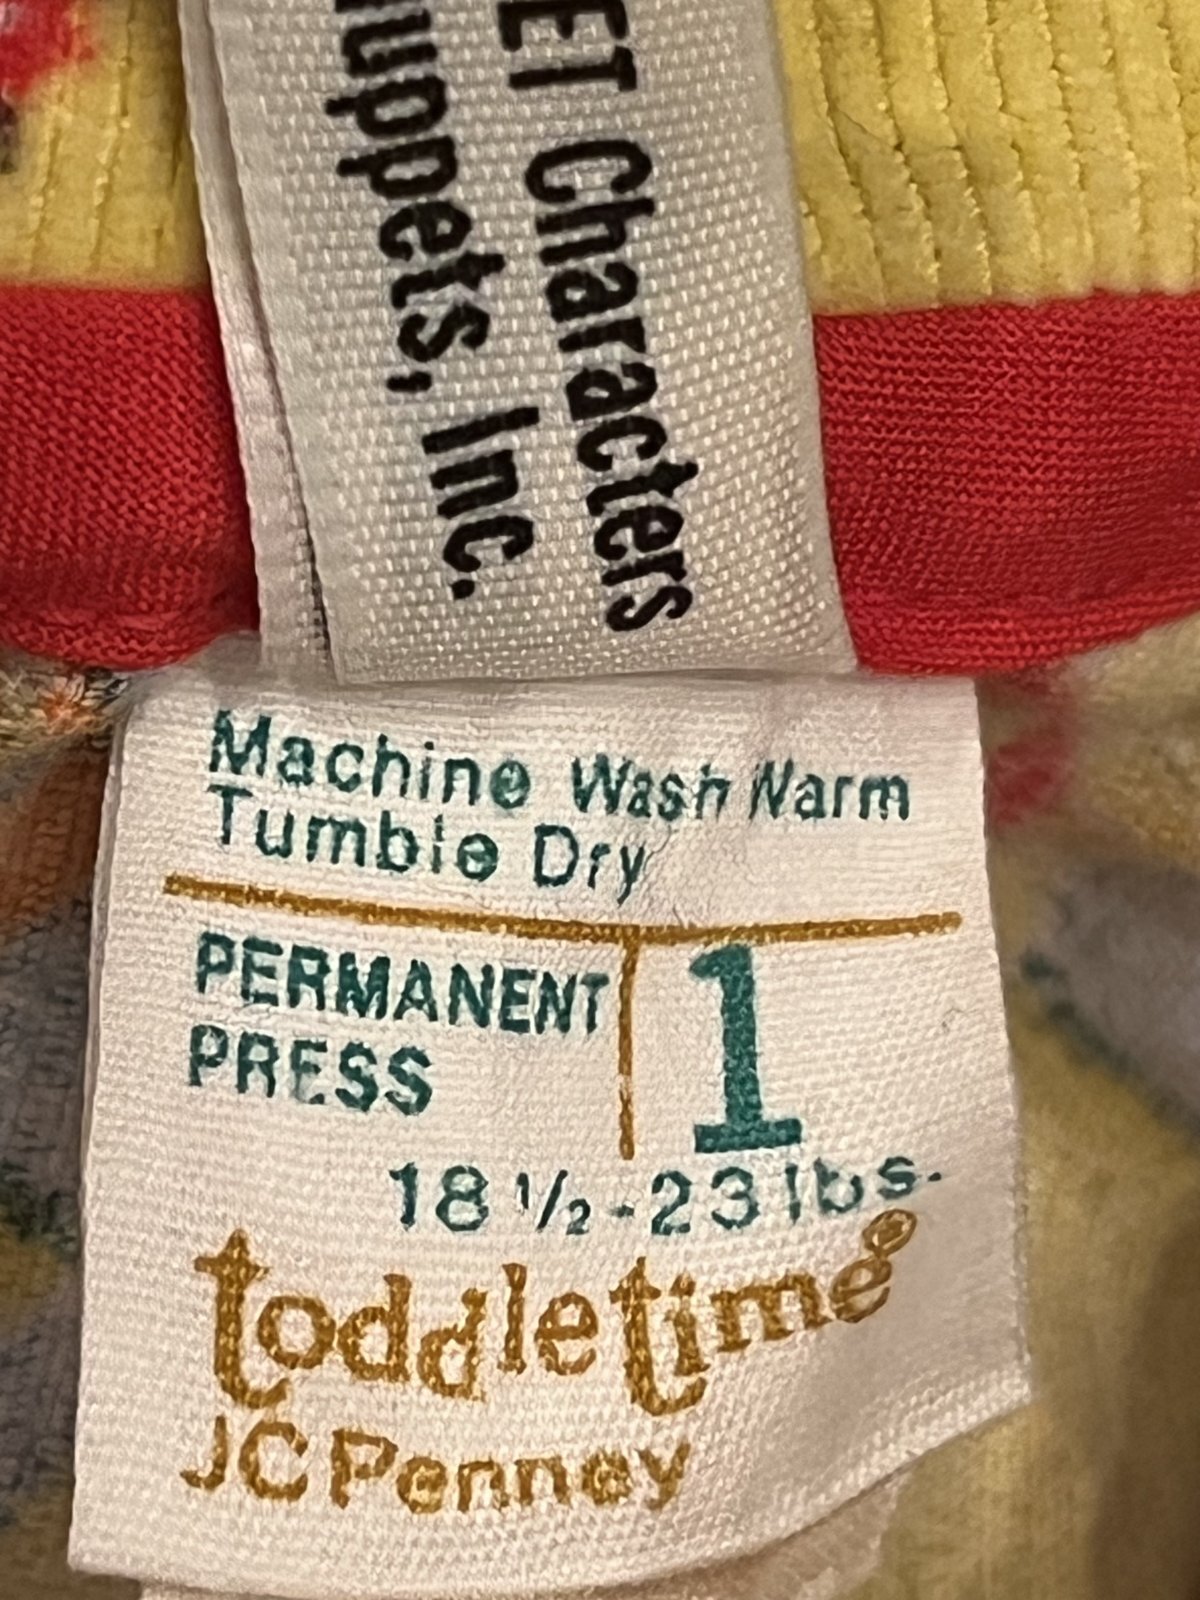 ET Characters
uppets, Inc.
Machine Wash Warm
Tumble Dry
PERMANENT
PRESS
1
18 1/2 - 23 lbs.
toddletime®
JCPenney